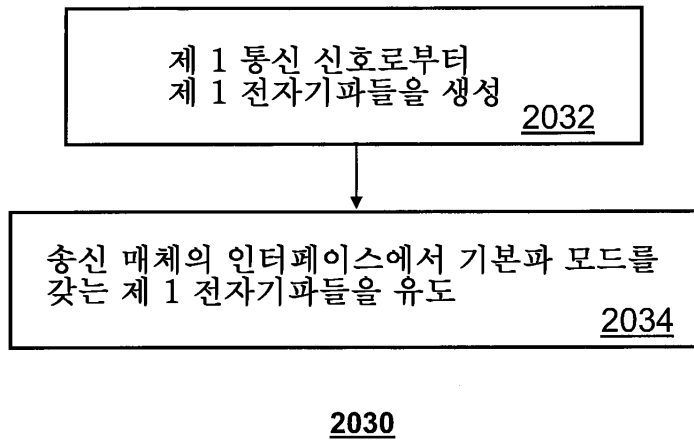 제 1 통신 신호로부터
제 1 전자기파들을 생성
2032
송신 매체의 인터페이스에서 기본파 모드를
갖는 제 1 전자기파들을 유도
2034
2030